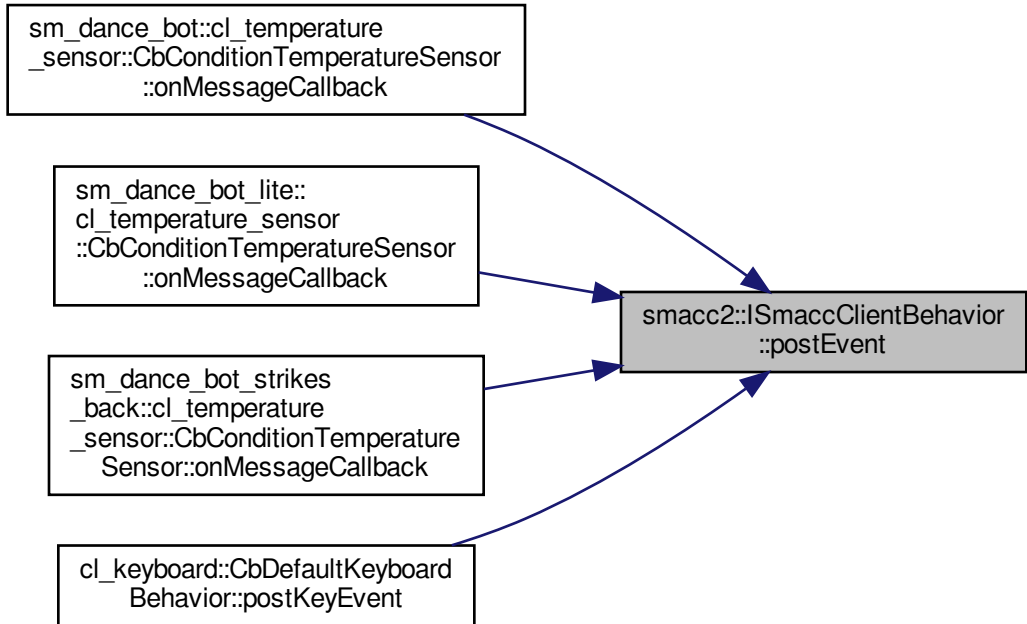 sm_dance_bot::cl_temperature
_sensor::CbConditionTemperatureSensor
::onMessageCallback
sm_dance_bot_lite::
cl_temperature_sensor
::CbConditionTemperatureSensor
::onMessageCallback
smacc2::ISmaccClientBehavior
::postEvent
sm_dance_bot_strikes
_back::cl_temperature
_sensor::CbConditionTemperature
Sensor::onMessageCallback
cl_keyboard::CbDefaultKeyboard
Behavior::postKeyEvent